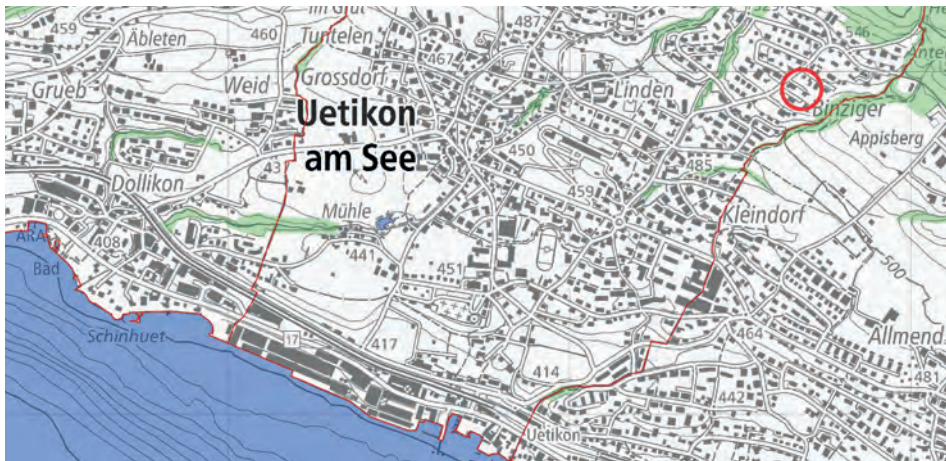 Im Gut
459
Äbleten
460
Tuntelen
467
487
546
Grueb
Weid
Grossdorf
Linden
Uetikon
am See
Binziger
Appisberg
450
43
485
459
Dollikon
Mühle
Kleindorf
ARA
408
441
451
500
Bad
Schinhuet
17
417
464
Allmend
414
481
442
Uetikon